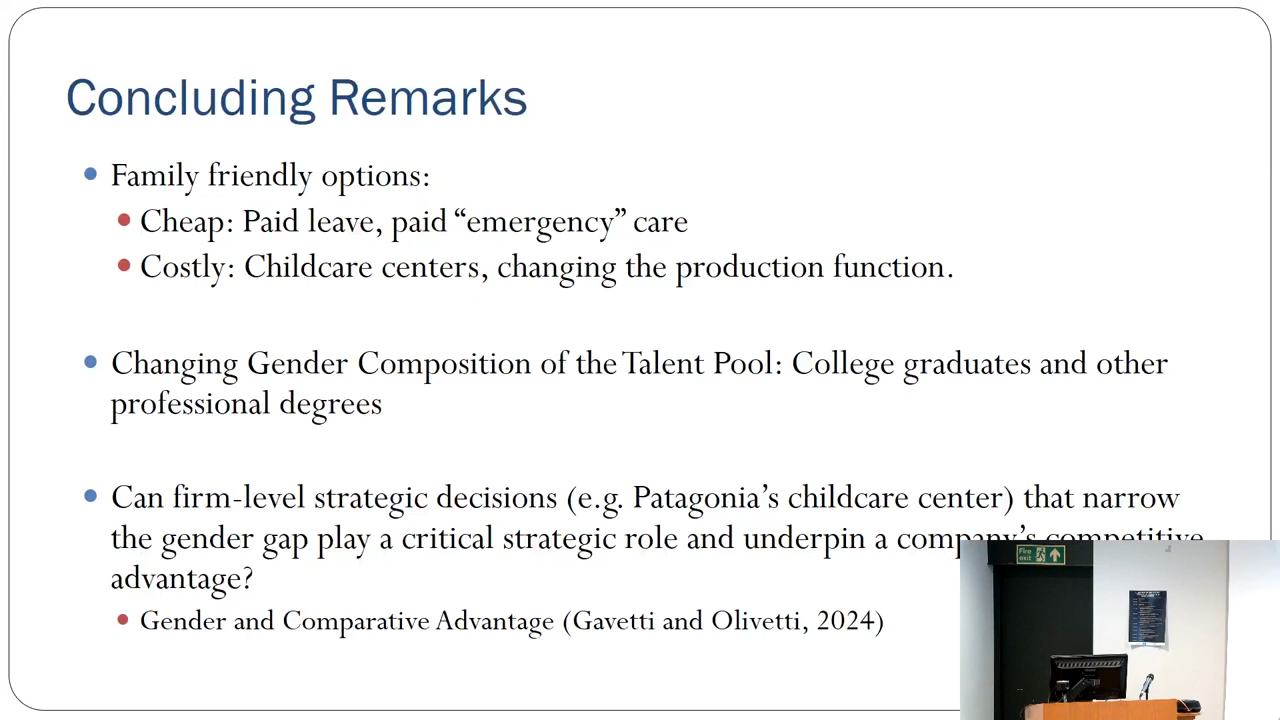 Concluding Remarks
Family friendly options:
Cheap: Paid leave, paid “emergency” care
Costly: Childcare centers, changing the production function.
Changing Gender Composition of the Talent Pool: College graduates and other
professional degrees
Can firm-level strategic decisions (e.g. Patagonia’s childcare center) that narrow
the gender gap play a critical strategic role and underpin a company’s competitive
advantage?
Gender and Comparative Advantage (Gavetti and Olivetti, 2024)
Fire
exit